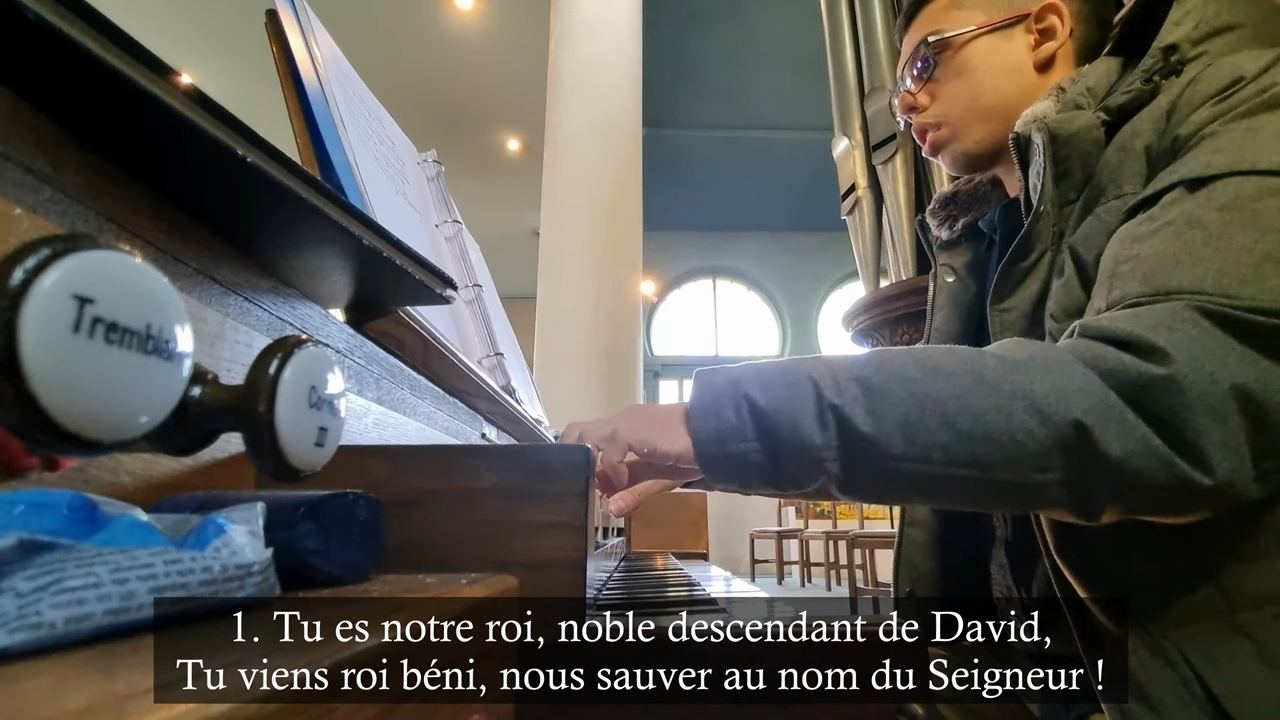 III
1. Tu es notre roi, noble descendant de David,
Tu viens roi béni, nous sauver au nom du Seigneur !